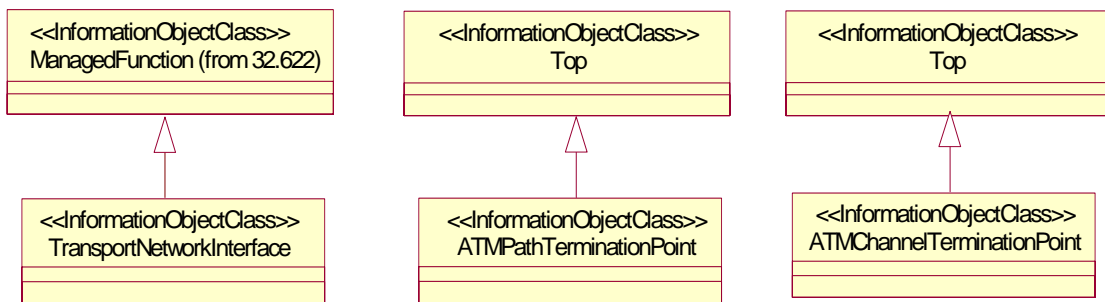 <<InformationObjectClass>>
ManagedFunction (from 32.622)
<<InformationObjectClass>>
Top
<<InformationObjectClass>>
Top
<<InformationObjectClass>>
TransportNetworkInterface
<<InformationObjectClass>>
ATMPathTerminationPoint
<<InformationObjectClass>>
ATMChannelTerminationPoint